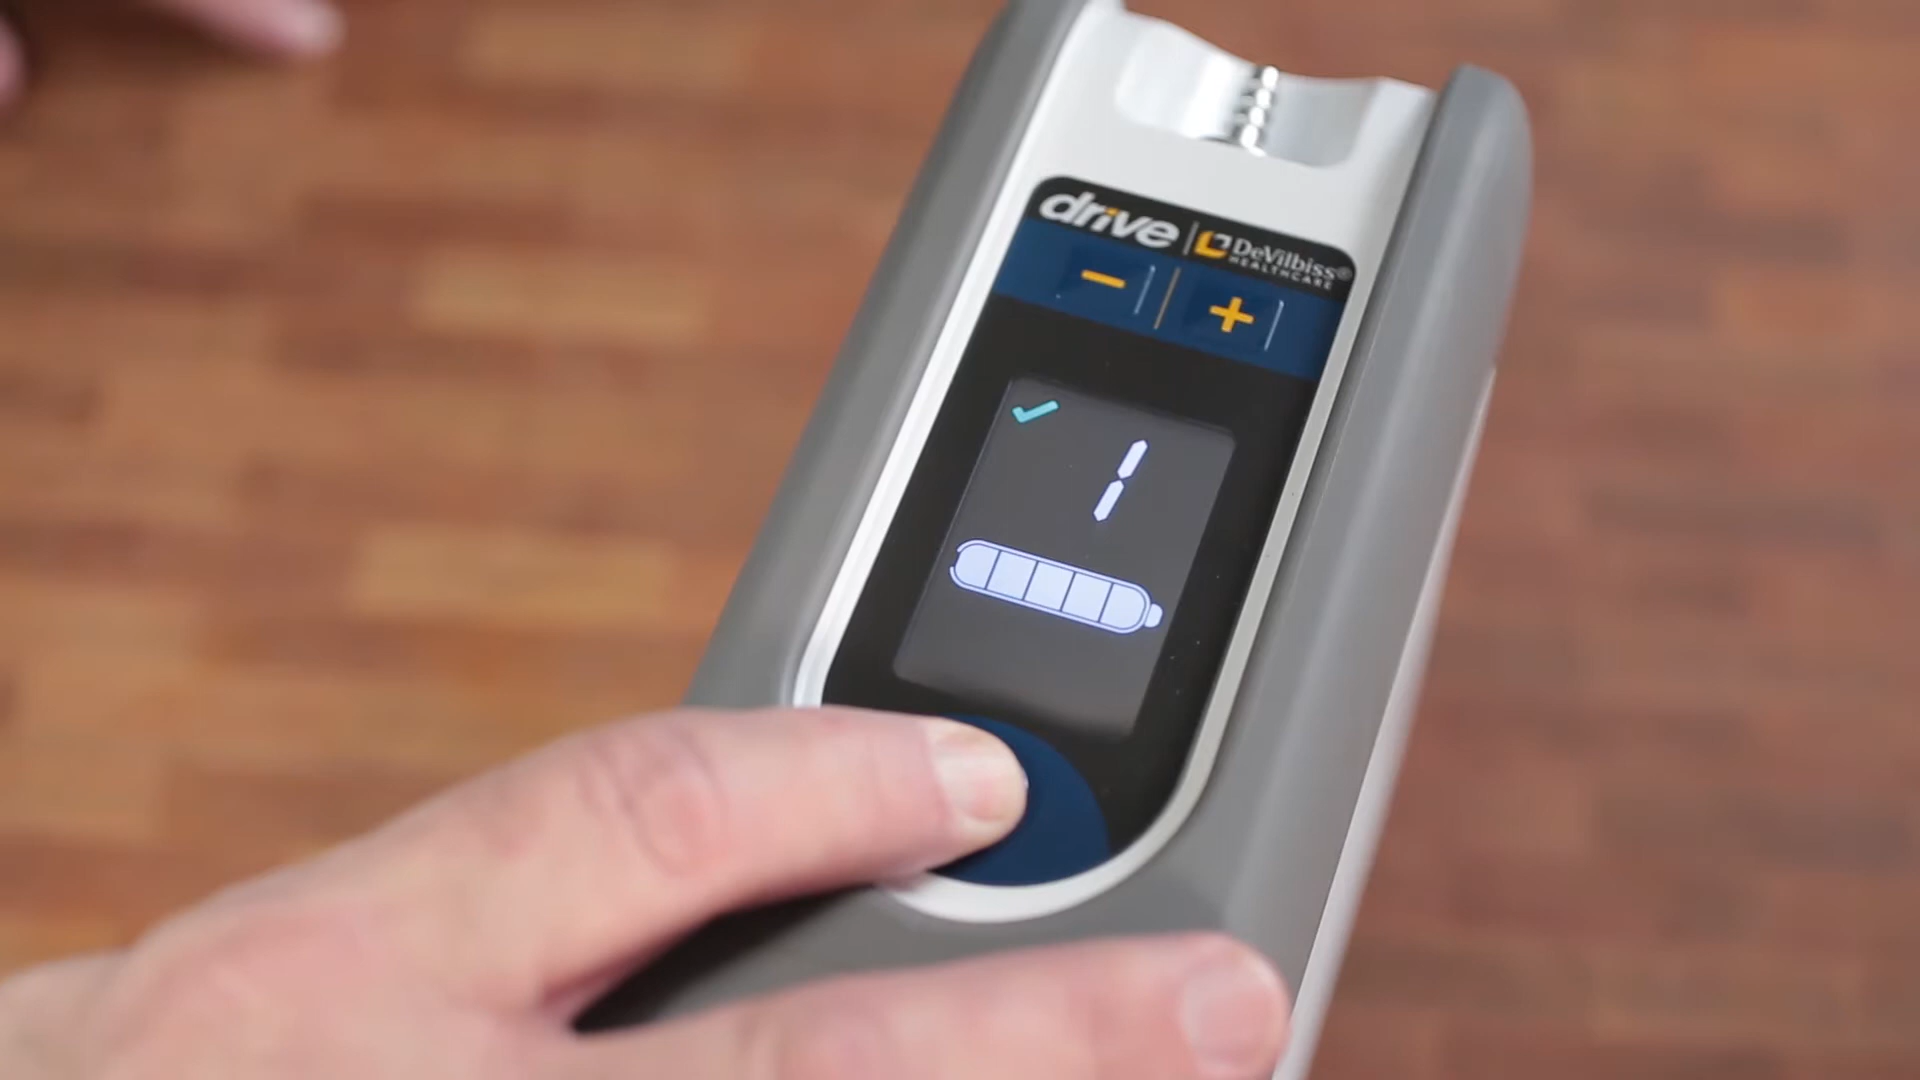 drive | DeVilbiss®
HEALTHCARE
− +
1